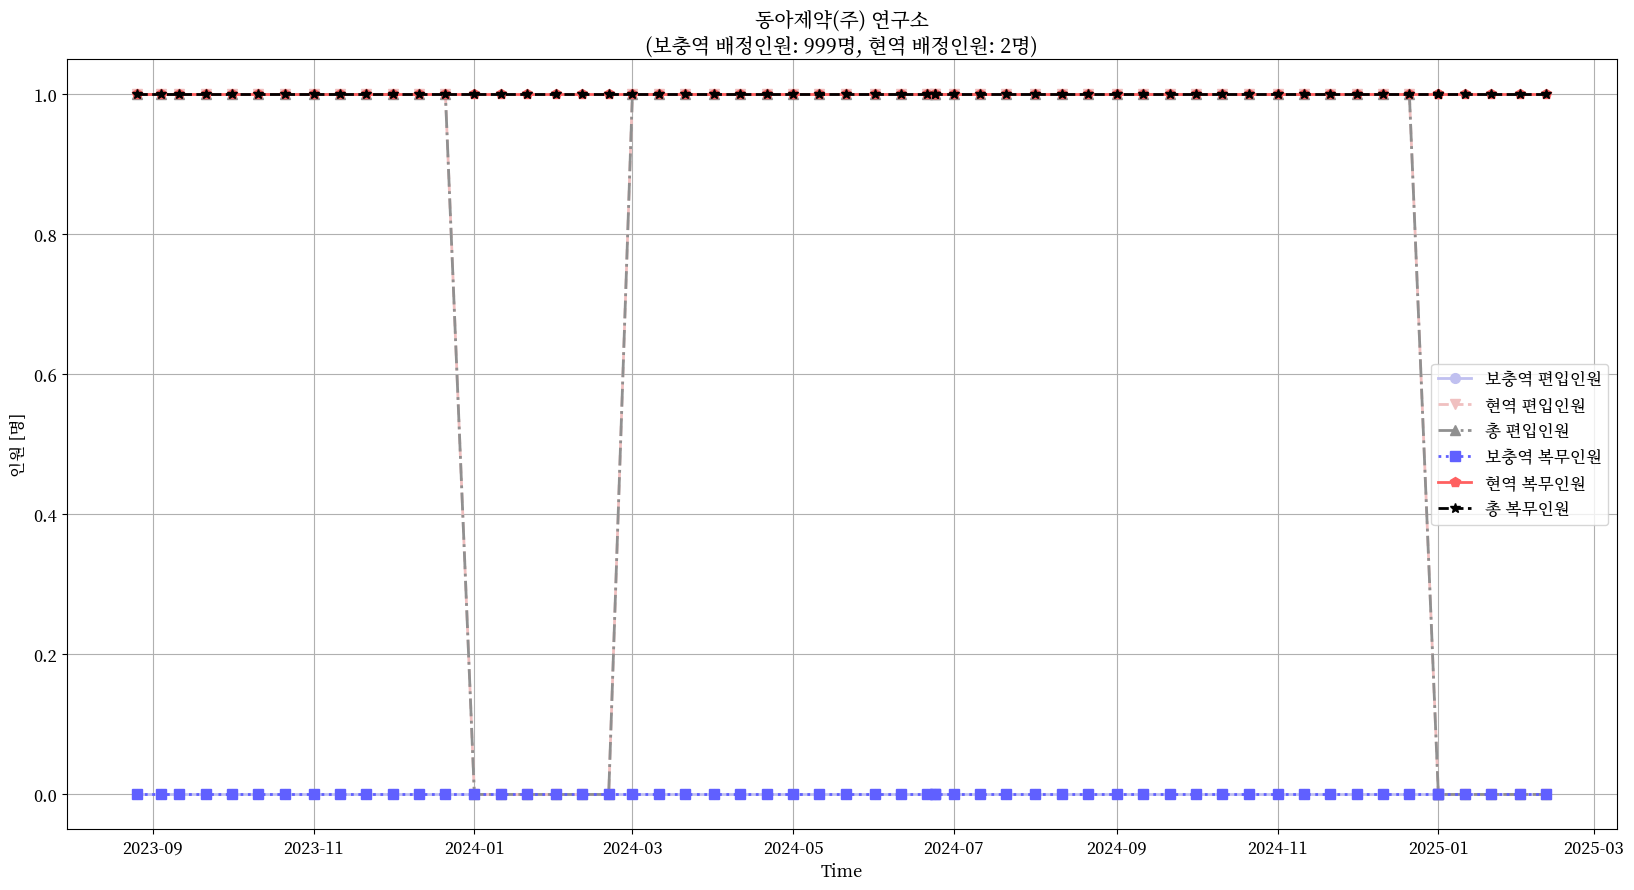 동아제약(주) 연구소
(보충역 배정인원: 999명, 현역 배정인원: 2명)
인원 [명]
1.0
0.8
0.6
0.4
0.2
0.0
보충역 편입인원
현역 편입인원
총 편입인원
보충역 복무인원
현역 복무인원
총 복무인원
2023-09 2023-11 2024-01 2024-03 2024-05 2024-07 2024-09 2024-11 2025-01 2025-03
Time